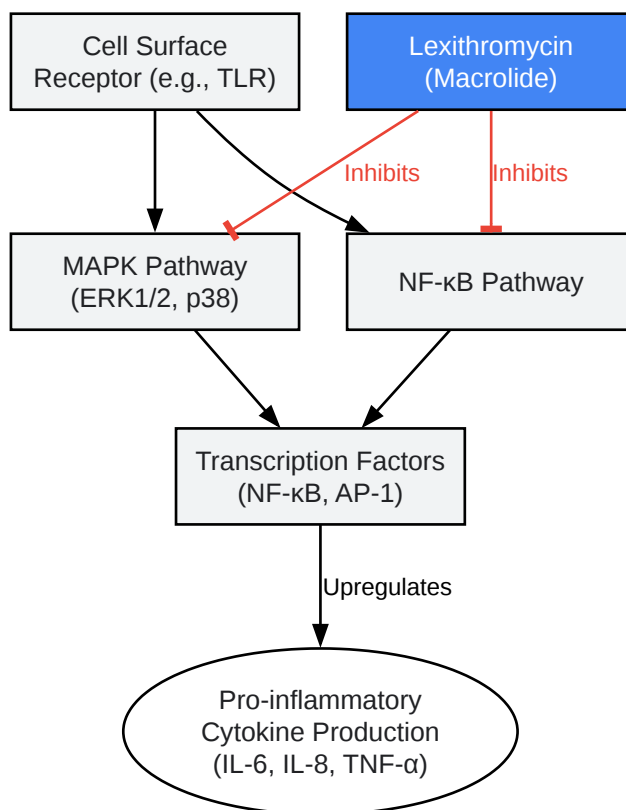 Cell Surface
Receptor (e.g., TLR)
Lexithromycin
(Macrolide)
Inhibits
Inhibits
MAPK Pathway
(ERK1/2, p38)
NF-κB Pathway
Transcription Factors
(NF-κB, AP-1)
Upregulates
Pro-inflammatory
Cytokine Production
(IL-6, IL-8, TNF-α)